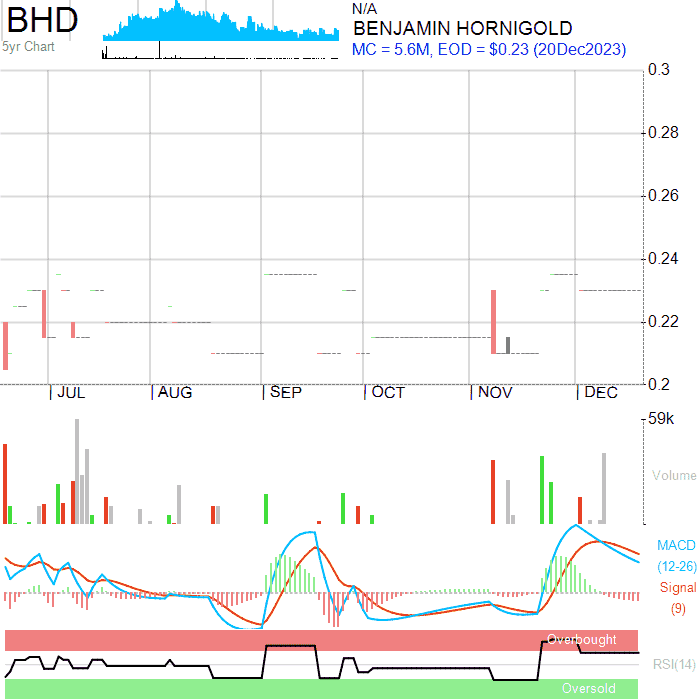 BHD
5yr Chart
N/A
BENJAMIN HORNIGOLD
MC = 5.6M, EOD = $0.23 (20Dec2023)
0.3
0.28
0.26
0.24
0.22
0.2
JUL
AUG
SEP
OCT
NOV
DEC
59k
Volume
MACD
(12-26)
Signal
(9)
Overbought
RSI(14)
Oversold